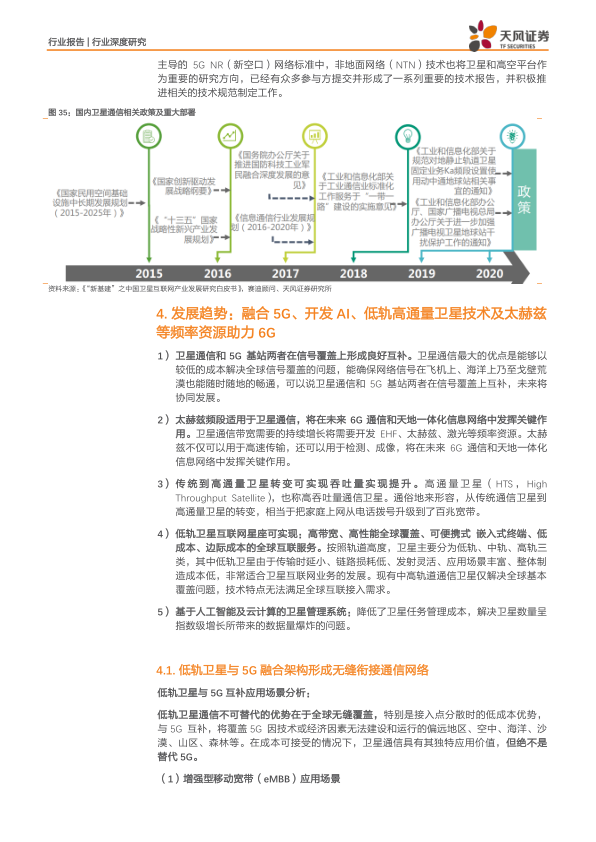 行业报告 | 行业深度研究
天风证券
TF SECURITIES
主导的 5G NR（新空口）网络标准中，非地面网络（NTN）技术也将卫星和高空平台作
为重要的研究方向，已经有众多参与方提交并形成了一系列重要的技术报告，并积极推
进相关的技术规范制定工作。
图 35：国内卫星通信相关政策及重大部署
《国家民用空间基础
设施中长期发展规划
（2015-2025年）》
《国家创新驱动发
展战略纲要》
《“十三五”国家
战略性新兴产业发
展规划》
《国务院办公厅关于
推进国防科技工业军
民融合深度发展的意
见》
《信息通信行业发展规
划（2016-2020年）》
《工业和信息化部关
于工业通信业标准化
工作服务于“一带一
路”建设的实施意见》
《工业和信息化部关于
规范对地静止轨道卫星
固定业务Ka频段设置使
用动中通地球站相关事
宜的通知》
《工业和信息化部办公
厅、国家广播电视总局
办公厅关于进一步加强
广播电视卫星地球站干
扰保护工作的通知》
政策
2015 2016 2017 2018 2019 2020
资料来源：《“新基建”之中国卫星互联网产业发展研究白皮书》，赛迪顾问、天风证券研究所
4. 发展趋势：融合 5G、开发 AI、低轨高通量卫星技术及太赫兹
等频率资源助力 6G
1） 卫星通信和 5G 基站两者在信号覆盖上形成良好互补。卫星通信最大的优点是能够以
较低的成本解决全球信号覆盖的问题，能确保网络信号在飞机上、海洋上乃至戈壁荒
漠也能随时随地的畅通，可以说卫星通信和 5G 基站两者在信号覆盖上互补，未来将
协同发展。
2） 太赫兹频段适用于卫星通信，将在未来 6G 通信和天地一体化信息网络中发挥关键作
用。卫星通信带宽需要的持续增长将需要开发 EHF、太赫兹、激光等频率资源。太赫
兹不仅可以用于高速传输，还可以用于检测、成像，将在未来 6G 通信和天地一体化
信息网络中发挥关键作用。
3） 传统到高通量卫星转变可实现吞吐量实现提升。高通量卫星（HTS，High
Throughput Satellite），也称高吞吐量通信卫星。通俗地来形容，从传统通信卫星到
高通量卫星的转变，相当于把家庭上网从电话拨号升级到了百兆宽带。
4） 低轨卫星互联网星座可实现：高带宽、高性能全球覆盖、可便携式 嵌入式终端、低
成本、边际成本的全球互联服务。按照轨道高度，卫星主要分为低轨、中轨、高轨三
类，其中低轨卫星由于传输时延小、链路损耗低、发射灵活、应用场景丰富、整体制
造成本低，非常适合卫星互联网业务的发展。现有中高轨道通信卫星仅解决全球基本
覆盖问题，技术特点无法满足全球互联接入需求。
5） 基于人工智能及云计算的卫星管理系统：降低了卫星任务管理成本，解决卫星数量呈
指数级增长所带来的数据量爆炸的问题。
4.1. 低轨卫星与 5G 融合架构形成无缝衔接通信网络
低轨卫星与 5G 互补应用场景分析：
低轨卫星通信不可替代的优势在于全球无缝覆盖，特别是接入点分散时的低成本优势，
与 5G 互补，将覆盖 5G 因技术或经济因素无法建设和运行的偏远地区、空中、海洋、沙
漠、山区、森林等。在成本可接受的情况下，卫星通信具有其独特应用价值，但绝不是
替代 5G。
（1）增强型移动宽带（eMBB）应用场景